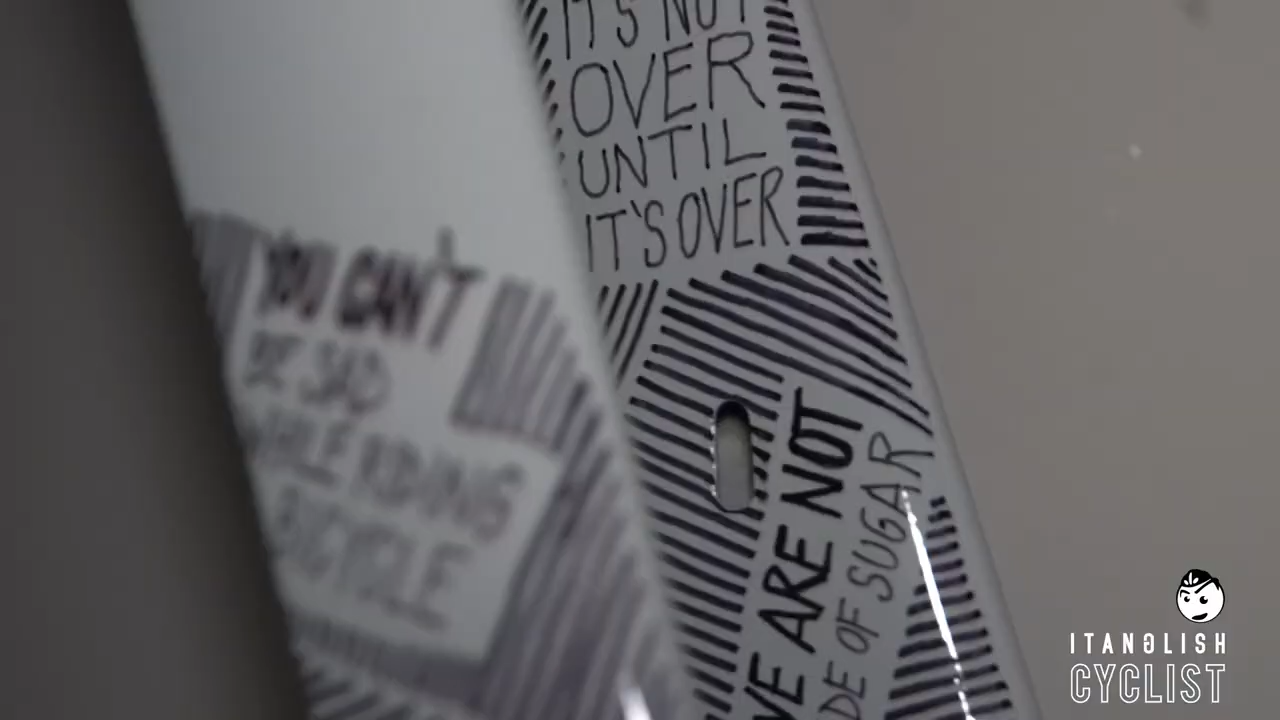 IT'S NOT
OVER
UNTIL
IT'S OVER
YOU CAN'T
BE SAD
RIDING
BICYCLE
WE ARE NOT
DE OF SUGAR
ITANGLISH
CYCLIST